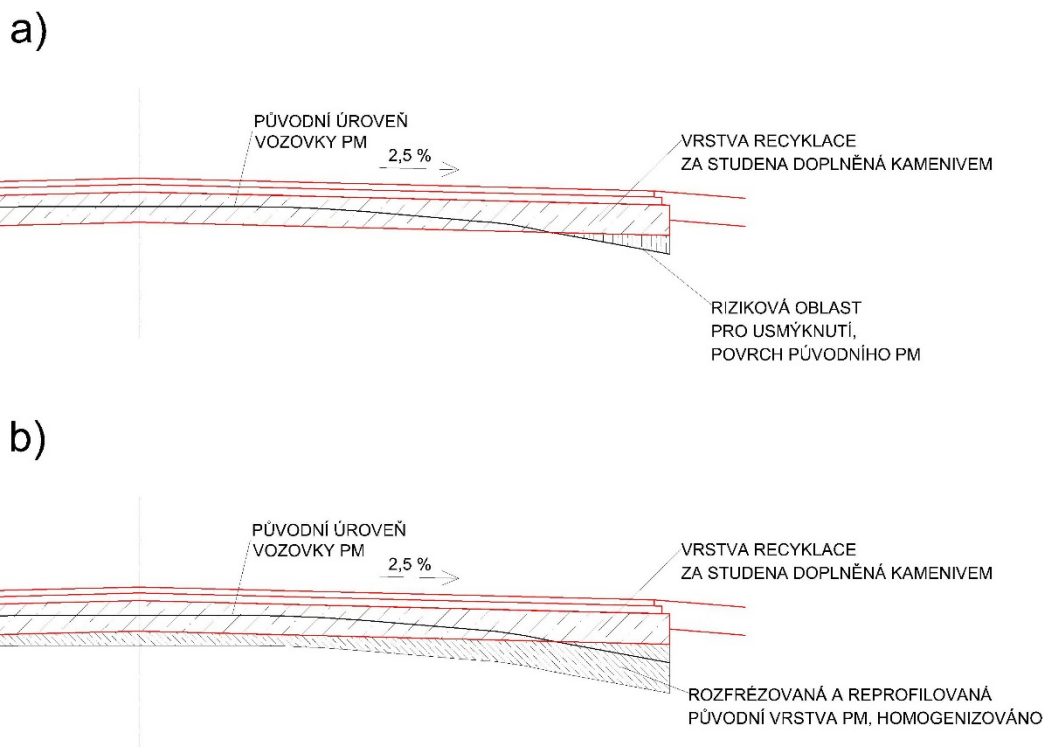 a)
PŮVODNÍ ÚROVEŇ
VOZOVKY PM
2,5 %
VRSTVA RECYKLACE
ZA STUDENA DOPLNĚNÁ KAMENIVEM
RIZIKOVÁ OBLAST
PRO USMÝKNUTÍ,
POVRCH PŮVODNÍHO PM
b)
PŮVODNÍ ÚROVEŇ
VOZOVKY PM
2,5 %
VRSTVA RECYKLACE
ZA STUDENA DOPLNĚNÁ KAMENIVEM
ROZFRÉZOVANÁ A REPROFILOVANÁ
PŮVODNÍ VRSTVA PM, HOMOGENIZOVÁNO